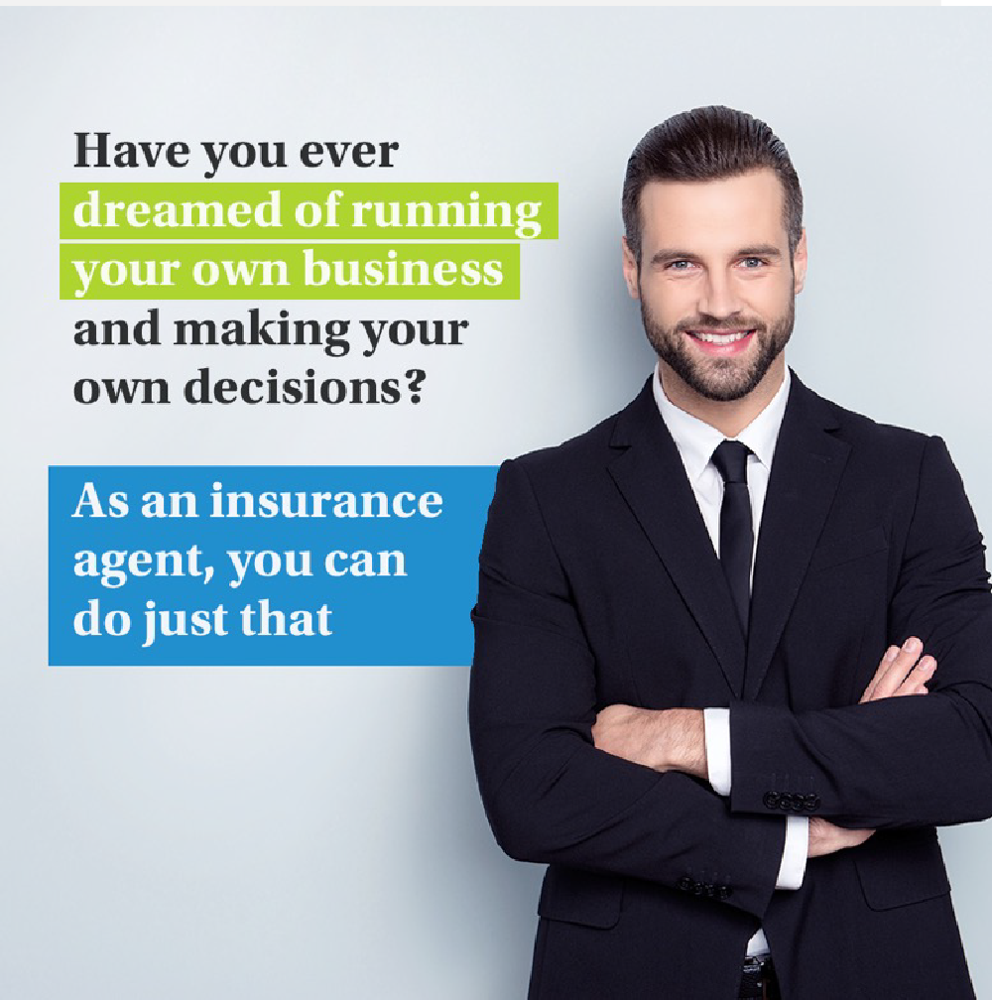 Have you ever
dreamed of running
your own business
and making your
own decisions?
As an insurance
agent, you can
do just that